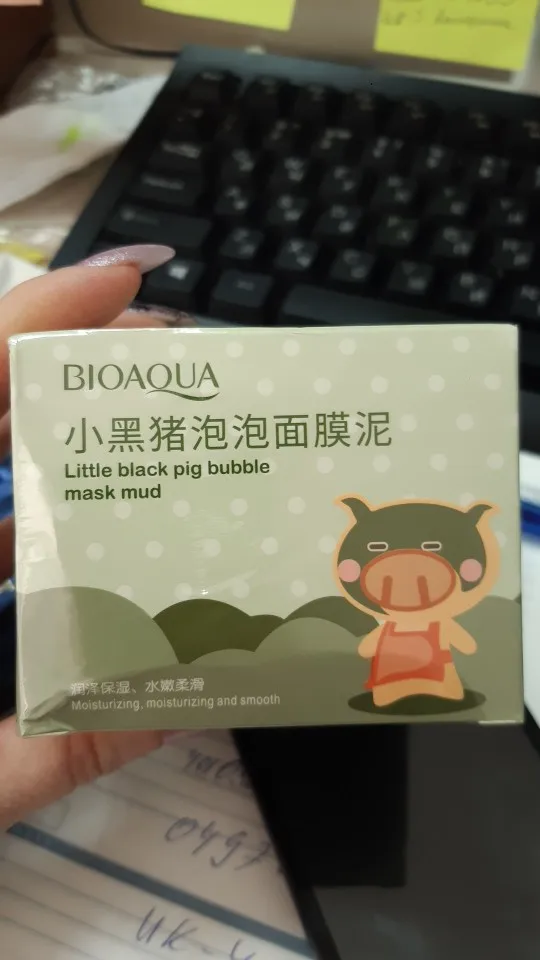 BIOAQUA
小黑猪泡泡面膜泥
Little black pig bubble
mask mud
润泽保湿、水嫩柔滑
Moisturizing, moisturizing and smooth